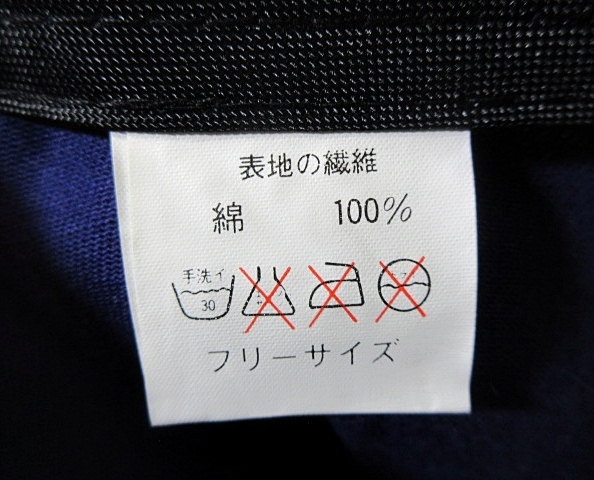 表地の繊維
綿 100%
手洗イ
30
フリーサイズ